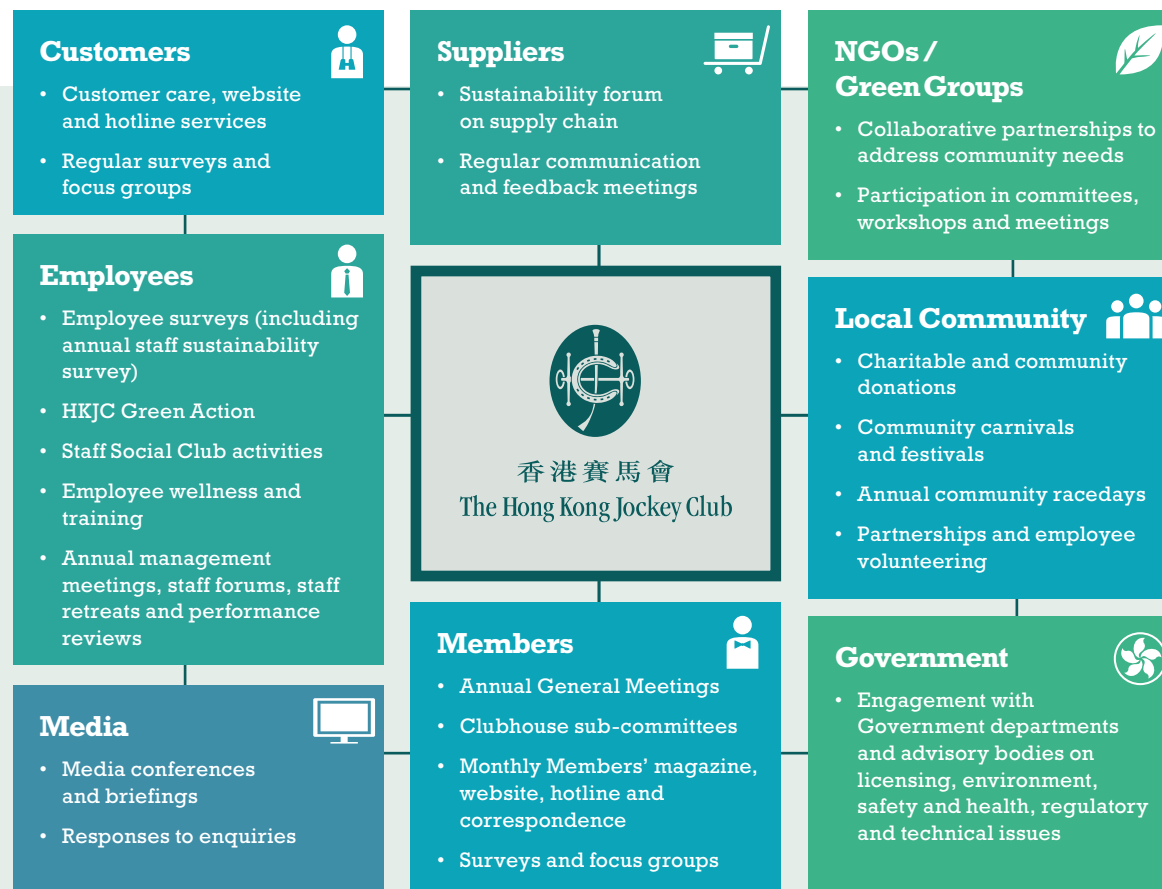 Customers
• Customer care, website
and hotline services
• Regular surveys and
focus groups
Suppliers
• Sustainability forum
on supply chain
• Regular communication
and feedback meetings
NGOs /
Green Groups
• Collaborative partnerships to
address community needs
• Participation in committees,
workshops and meetings
Employees
• Employee surveys (including
annual staff sustainability
survey)
• HKJC Green Action
• Staff Social Club activities
• Employee wellness and
training
• Annual management
meetings, staff forums, staff
retreats and performance
reviews
香港賽馬會
The Hong Kong Jockey Club
Local Community
• Charitable and community
donations
• Community carnivals
and festivals
• Annual community racedays
• Partnerships and employee
volunteering
Media
• Media conferences
and briefings
• Responses to enquiries
Members
• Annual General Meetings
• Clubhouse sub-committees
• Monthly Members’ magazine,
website, hotline and
correspondence
• Surveys and focus groups
Government
• Engagement with
Government departments
and advisory bodies on
licensing, environment,
safety and health, regulatory
and technical issues